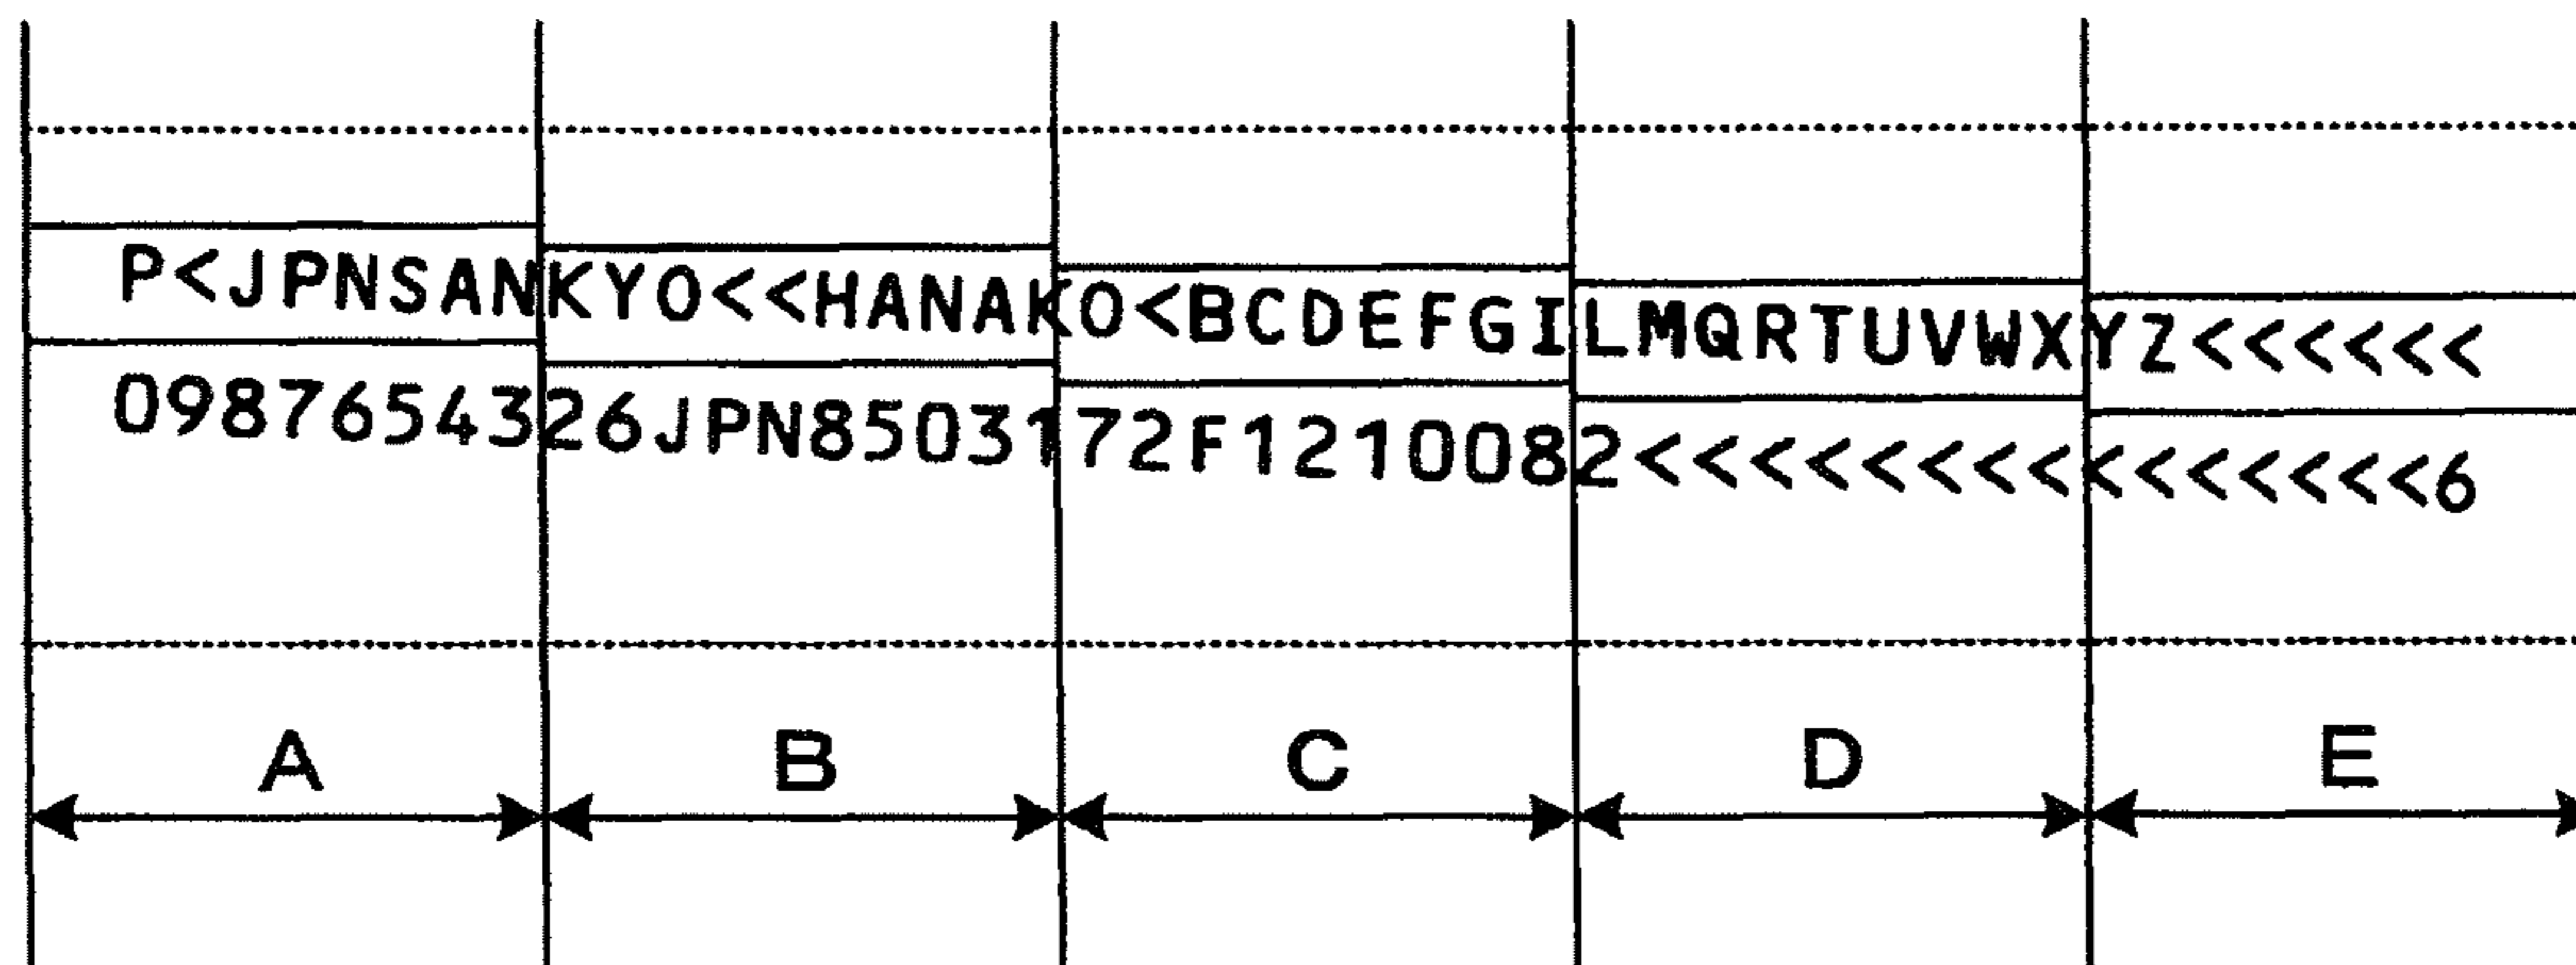 P<JPNSANKYO<<HANAKO<BCDEFGILMQRTUVWXYZ<<<<<<
0987654326JPN8503172F1210082<<<<<<<<<<<<<<<6
A B C D E